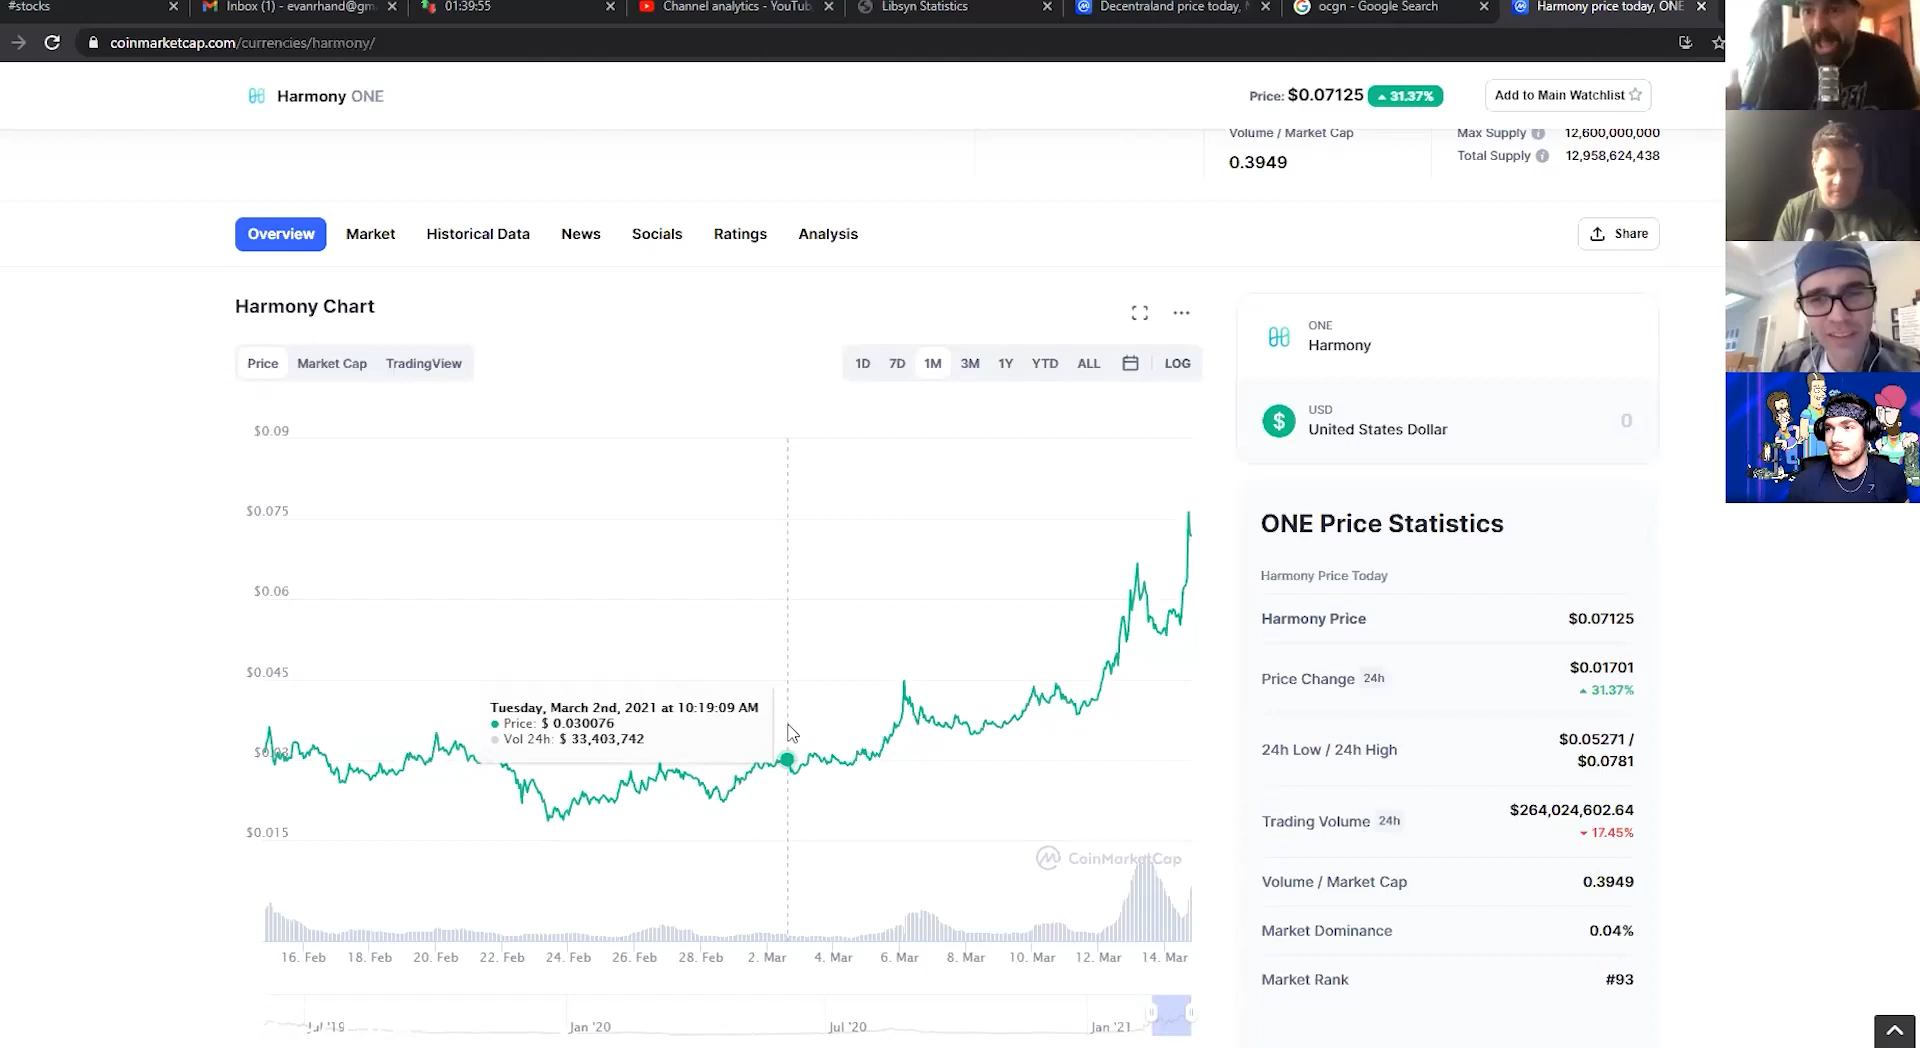 #stocks
Inbox (1) - evanrhand@gm
01:39:55
Channel analytics - YouTub
Libsyn Statistics
Decentraland price today,
ocgn - Google Search
Harmony price today, ONE
coinmarketcap.com/currencies/harmony/
Harmony ONE
Price: $0.07125 31.37%
Add to Main Watchlist
Volume / Market Cap
0.3949
Max Supply 12,600,000,000
Total Supply 12,958,624,438
Overview Market Historical Data News Socials Ratings Analysis
Share
Harmony Chart
Price Market Cap TradingView
1D 7D 1M 3M 1Y YTD ALL LOG
$0.09
$0.075
$0.06
$0.045
$0.03
$0.015
Tuesday, March 2nd, 2021 at 10:19:09 AM
Price: $ 0.030076
Vol 24h: $ 33,403,742
CoinMarketCap
16. Feb 18. Feb 20. Feb 22. Feb 24. Feb 26. Feb 28. Feb 2. Mar 4. Mar 6. Mar 8. Mar 10. Mar 12. Mar 14. Mar
Jul '19 Jan '20 Jul '20 Jan '21
ONE
Harmony
USD
United States Dollar
0
ONE Price Statistics
Harmony Price Today
Harmony Price $0.07125
Price Change 24h $0.01701
31.37%
24h Low / 24h High $0.05271 /
$0.0781
Trading Volume 24h $264,024,602.64
17.45%
Volume / Market Cap 0.3949
Market Dominance 0.04%
Market Rank #93